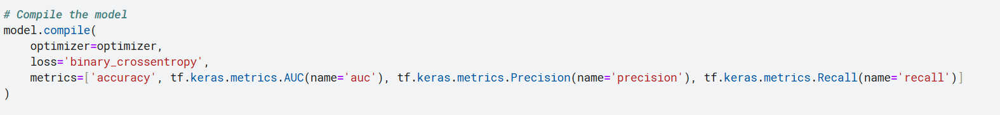 # Compile the model
model.compile(
    optimizer=optimizer,
    loss='binary_crossentropy',
    metrics=['accuracy', tf.keras.metrics.AUC(name='auc'), tf.keras.metrics.Precision(name='precision'), tf.keras.metrics.Recall(name='recall')]
)